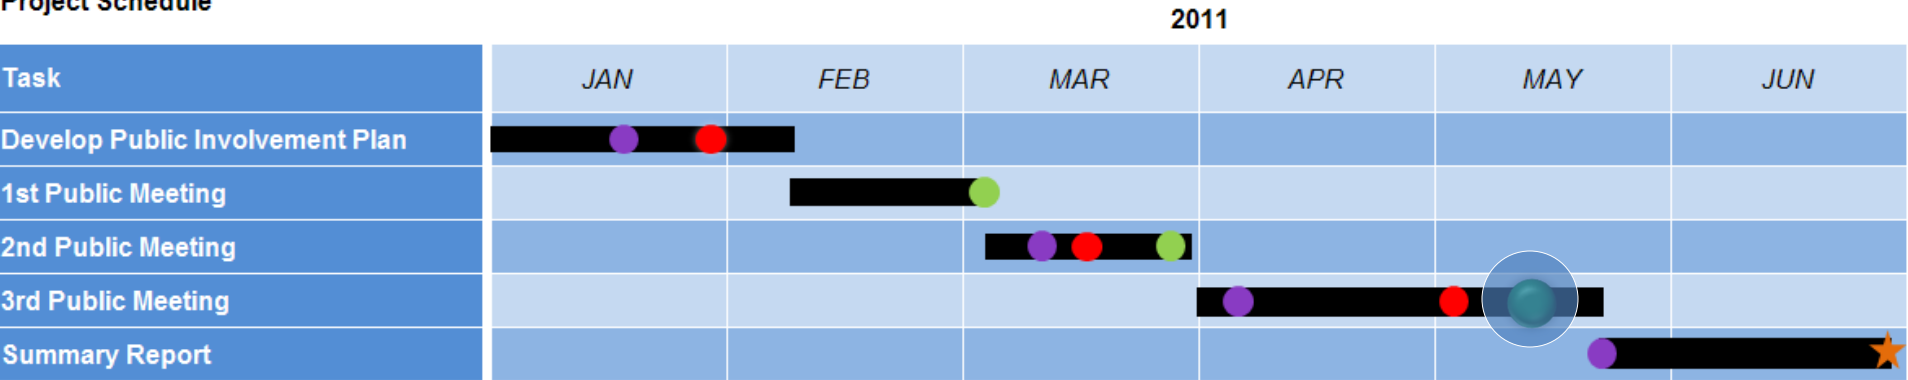 Project Schedule
2011
Task JAN FEB MAR APR MAY JUN
Develop Public Involvement Plan
1st Public Meeting
2nd Public Meeting
3rd Public Meeting
Summary Report